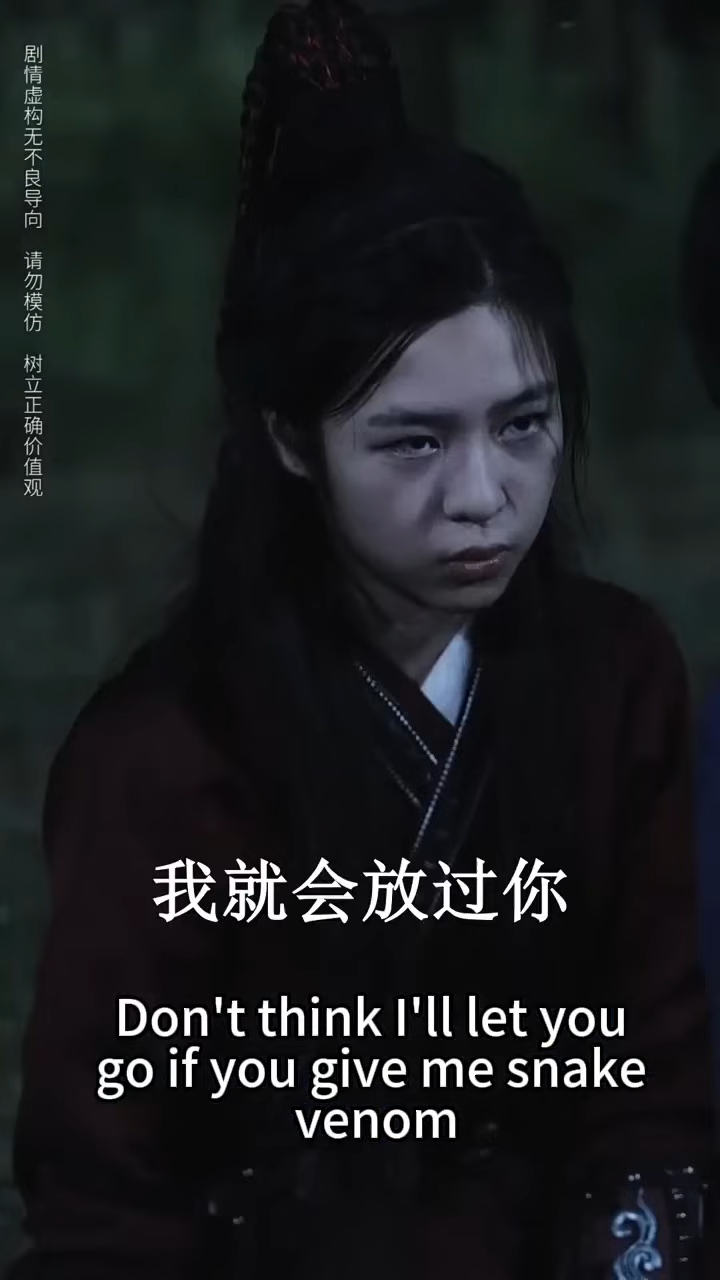 剧情虚构无不良导向 请勿模仿 树立正确价值观
我就会放过你
Don't think I'll let you
go if you give me snake
venom